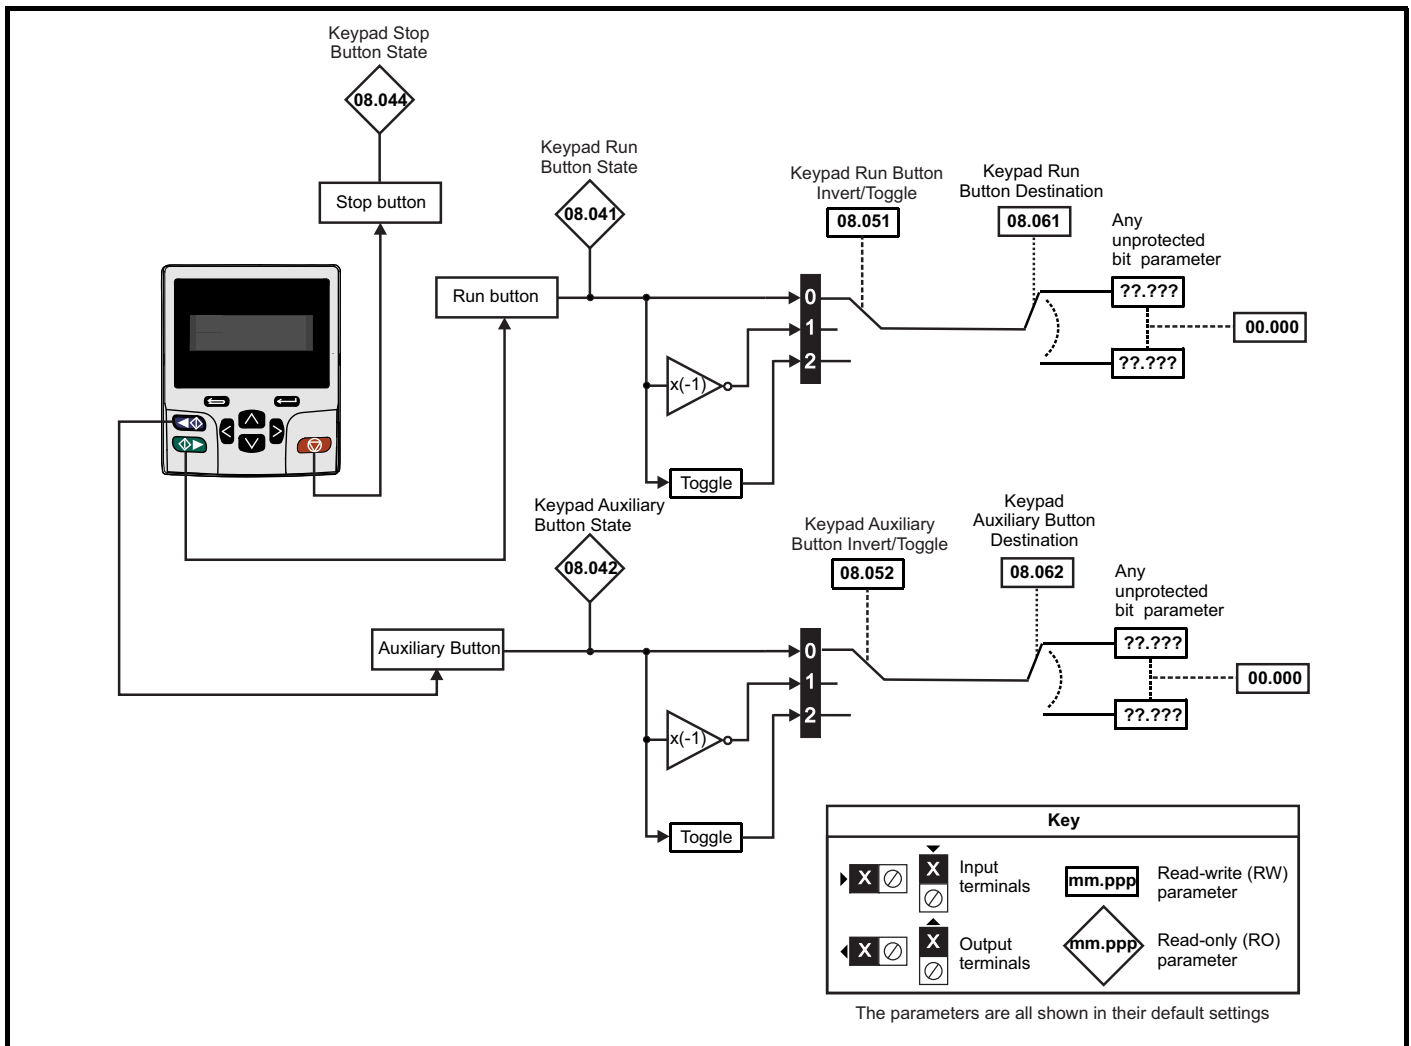 Keypad Stop
Button State
08.044
Stop button
Keypad Run
Button State
08.041
Run button
Keypad Run Button
Invert/Toggle
08.051
Keypad Run
Button Destination
08.061
Any
unprotected
bit parameter
??.???
00.000
??.???
0
1
2
x(-1)
Toggle
Keypad Auxiliary
Button State
08.042
Auxiliary Button
Keypad Auxiliary
Button Invert/Toggle
08.052
Keypad
Auxiliary Button
Destination
08.062
Any
unprotected
bit parameter
??.???
00.000
??.???
0
1
2
x(-1)
Toggle
Key
X
X
Input
terminals
mm.ppp
Read-write (RW)
parameter
X
X
Output
terminals
mm.ppp
Read-only (RO)
parameter
The parameters are all shown in their default settings